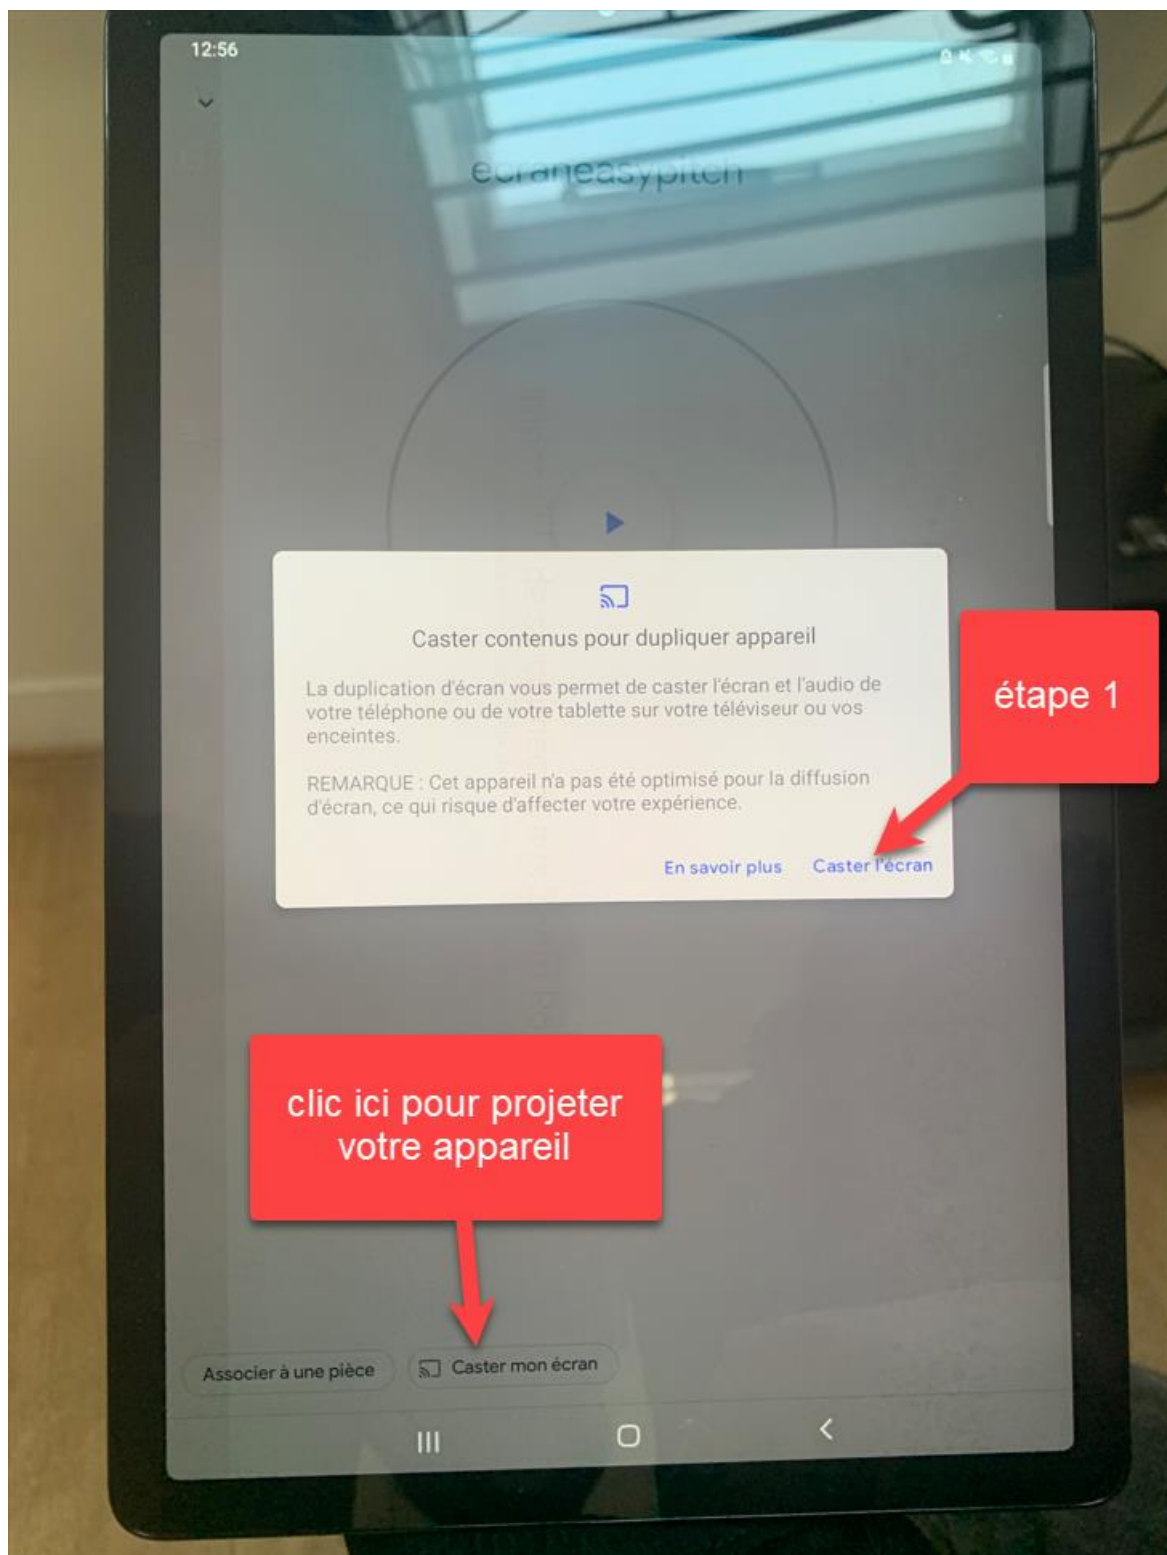 12:56
ecraneasypitch
Caster contenus pour dupliquer appareil
La duplication d'écran vous permet de caster l'écran et l'audio de
votre téléphone ou de votre tablette sur votre téléviseur ou vos
enceintes.
REMARQUE : Cet appareil n'a pas été optimisé pour la diffusion
d'écran, ce qui risque d'affecter votre expérience.
En savoir plus
Caster l'écran
étape 1
clic ici pour projeter
votre appareil
Associer à une pièce
Caster mon écran